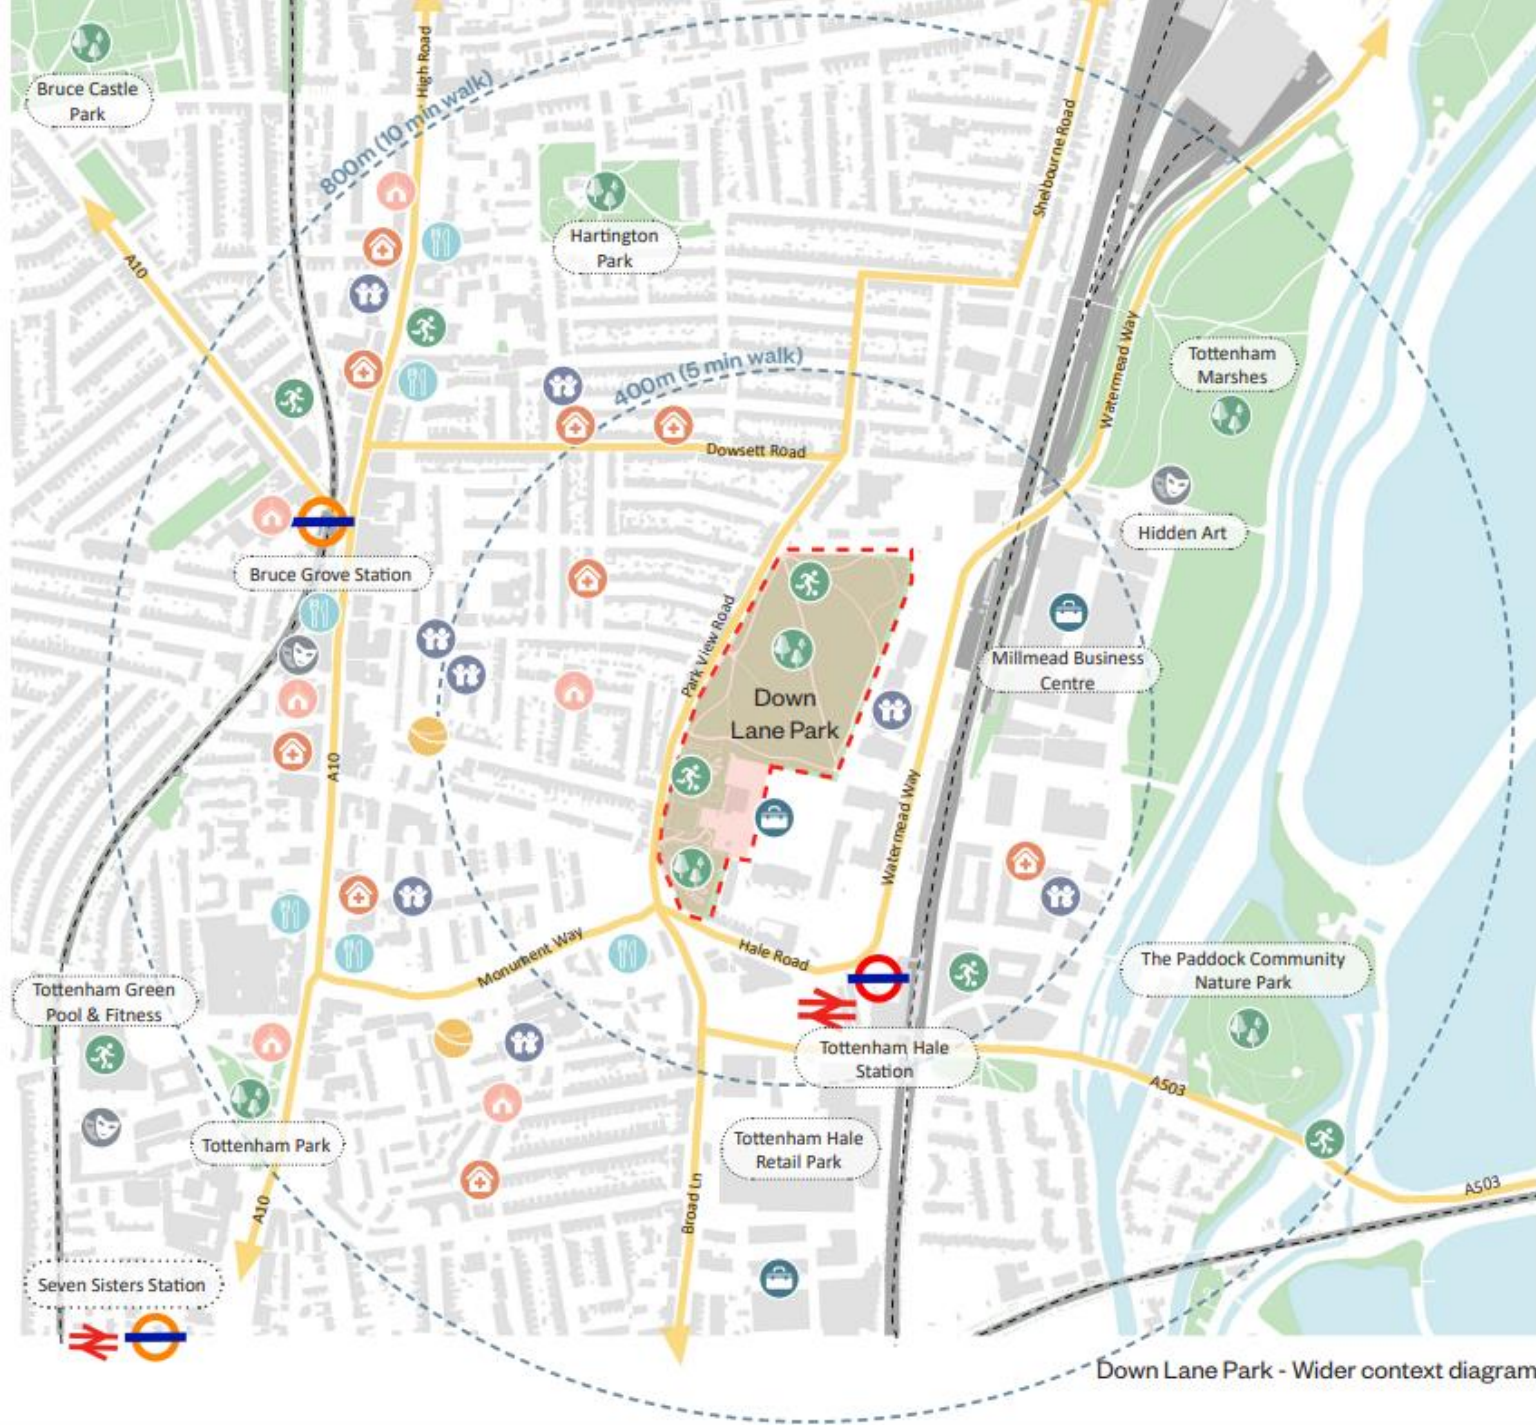 High Road
Bruce Castle
Park
800m (10 min walk)
Shelbourne Road
Hartington
Park
A10
Watermead Way
Tottenham
Marshes
400m (5 min walk)
Dowsett Road
Hidden Art
Bruce Grove Station
Park View Road
Millmead Business
Centre
Down
Lane Park
A10
Watermead Way
Monument Way
Hale Road
The Paddock Community
Nature Park
Tottenham Green
Pool & Fitness
Tottenham Hale
Station
A503
Tottenham Park
Tottenham Hale
Retail Park
A503
A10
Broad Ln
Seven Sisters Station
Down Lane Park - Wider context diagram